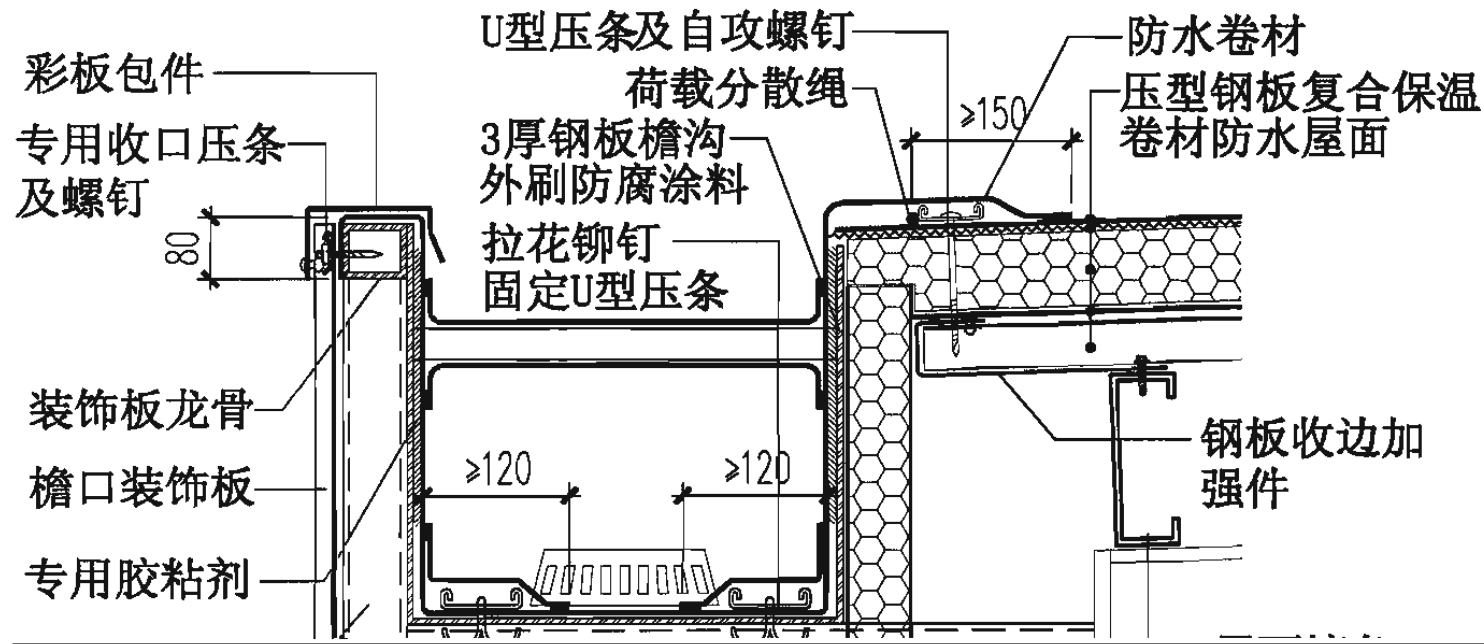 U型压条及自攻螺钉
荷载分散绳
3厚钢板檐沟
外刷防腐涂料
拉花铆钉
固定U型压条
防水卷材
压型钢板复合保温
卷材防水屋面
≥150
彩板包件
专用收口压条
及螺钉
80
装饰板龙骨
檐口装饰板
专用胶粘剂
≥120
≥120
钢板收边加
强件